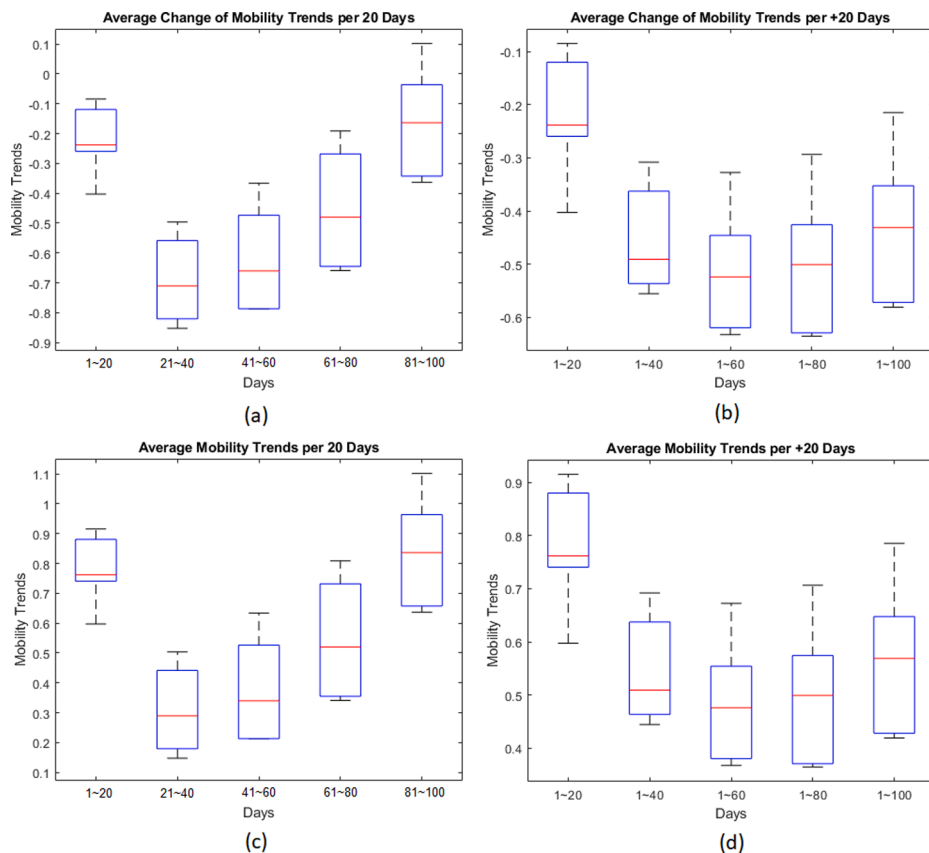 Average Change of Mobility Trends per 20 Days
0.1
0
-0.1
-0.2
-0.3
-0.4
-0.5
-0.6
-0.7
-0.8
-0.9
Mobility Trends
1~20 21~40 41~60 61~80 81~100
Days
(a)
Average Change of Mobility Trends per +20 Days
-0.1
-0.2
-0.3
-0.4
-0.5
-0.6
Mobility Trends
1~20 1~40 1~60 1~80 1~100
Days
(b)
Average Mobility Trends per 20 Days
1.1
1
0.9
0.8
0.7
0.6
0.5
0.4
0.3
0.2
0.1
Mobility Trends
1~20 21~40 41~60 61~80 81~100
Days
(c)
Average Mobility Trends per +20 Days
0.9
0.8
0.7
0.6
0.5
0.4
Mobility Trends
1~20 1~40 1~60 1~80 1~100
Days
(d)